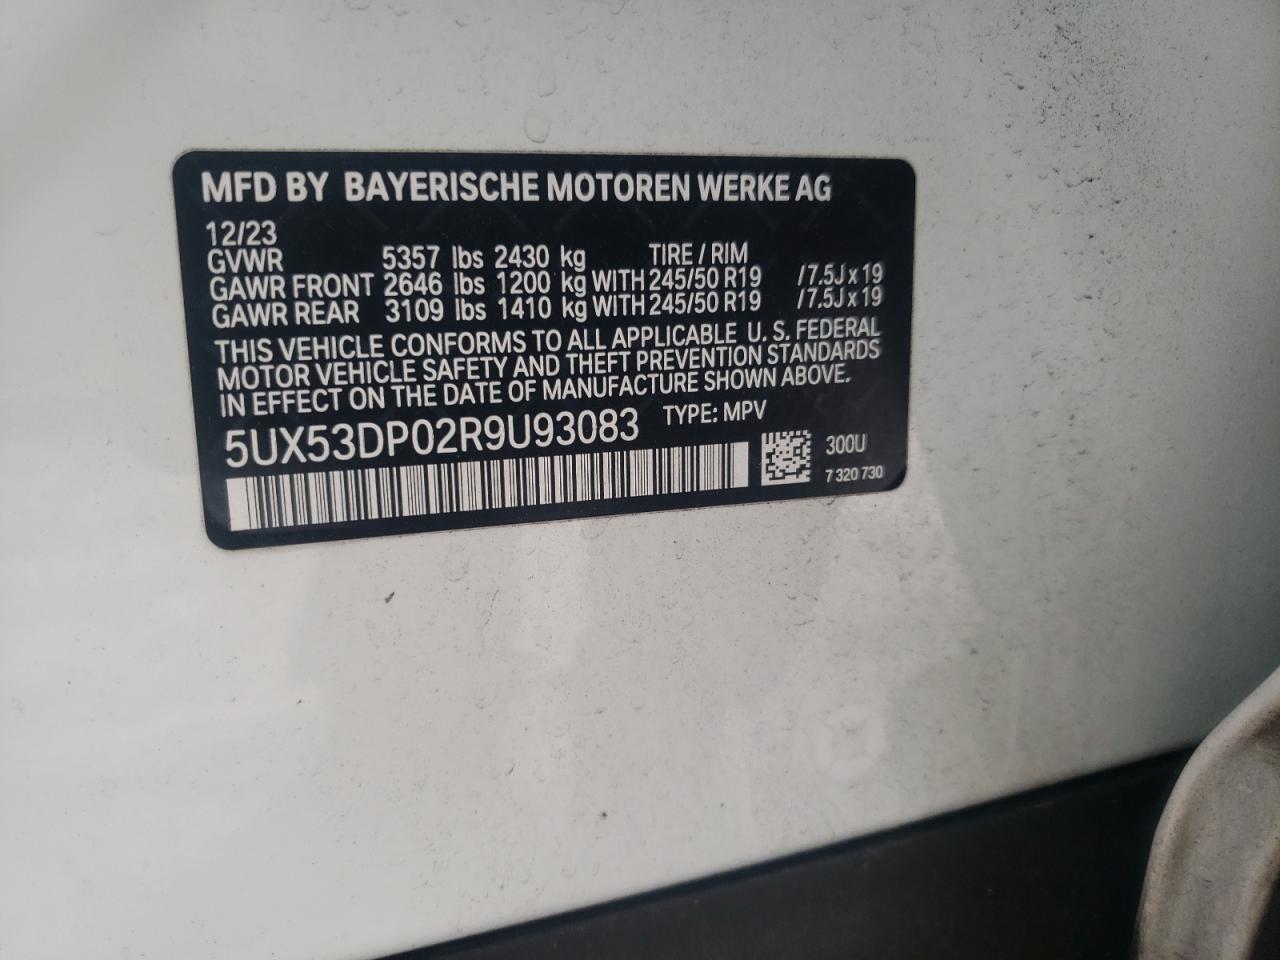 MFD BY BAYERISCHE MOTOREN WERKE AG
12/23
GVWR 5357 lbs 2430 kg TIRE / RIM
GAWR FRONT 2646 lbs 1200 kg WITH 245/50 R19 /7.5J x 19
GAWR REAR 3109 lbs 1410 kg WITH 245/50 R19 /7.5J x 19
THIS VEHICLE CONFORMS TO ALL APPLICABLE U. S. FEDERAL
MOTOR VEHICLE SAFETY AND THEFT PREVENTION STANDARDS
IN EFFECT ON THE DATE OF MANUFACTURE SHOWN ABOVE.
5UX53DP02R9U93083 TYPE: MPV
300U
7 320 730